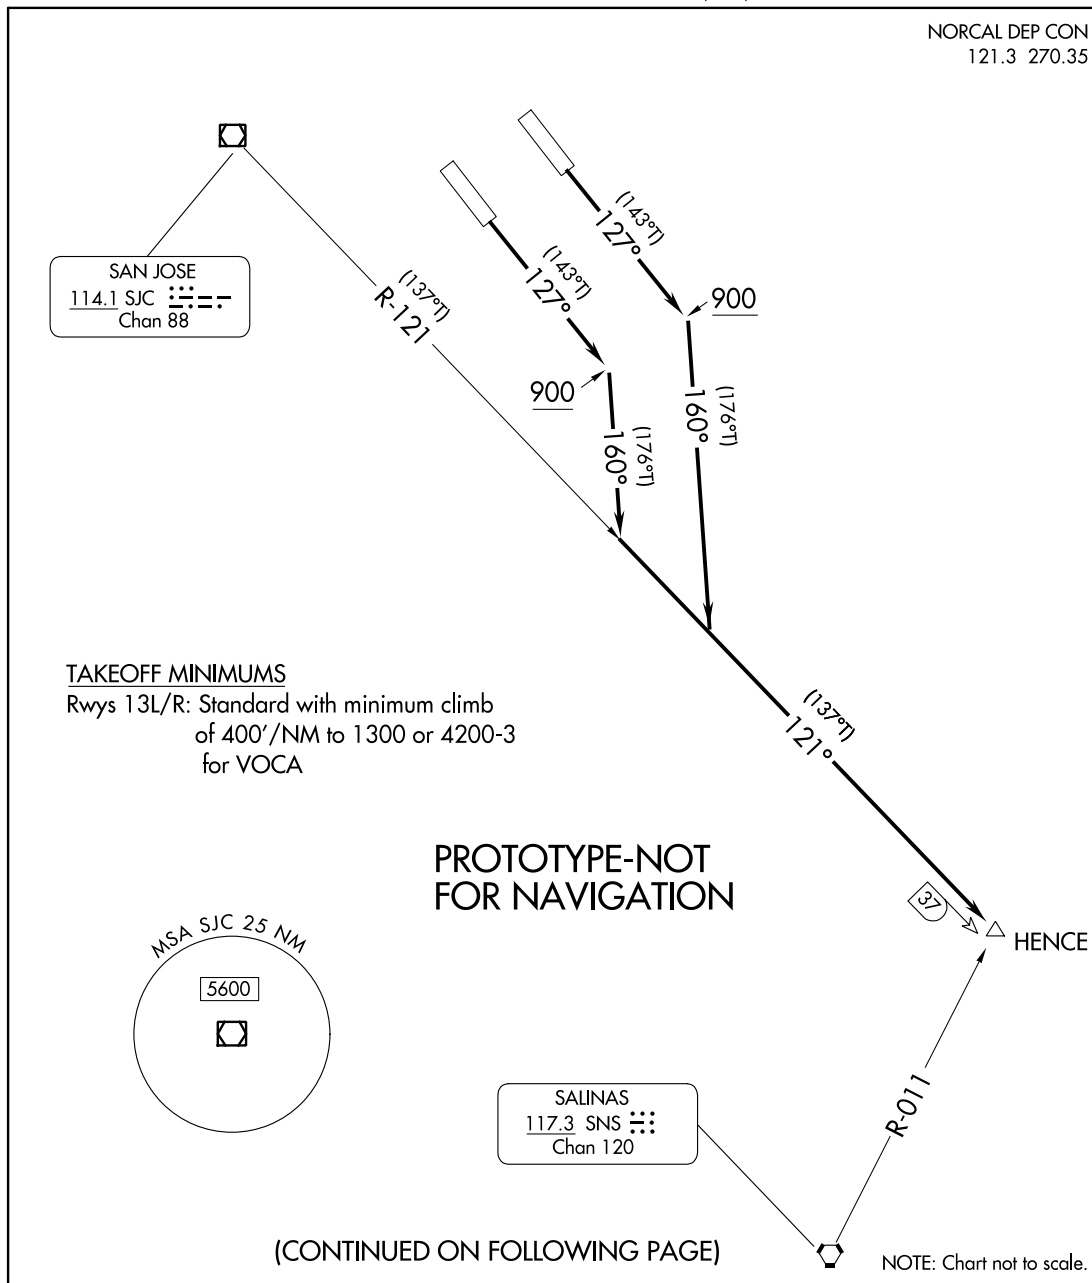 NORCAL DEP CON
121.3 270.35
SAN JOSE
114.1 SJC
Chan 88
(143°T)
127°
(143°T)
127°
(137°T)
R-121
900
900
160°
(176°T)
160°
(176°T)
TAKEOFF MINIMUMS
Rwys 13L/R: Standard with minimum climb
of 400'/NM to 1300 or 4200-3
for VOCA
(137°T)
121°
PROTOTYPE-NOT
FOR NAVIGATION
37
HENCE
MSA SJC 25 NM
5600
SALINAS
117.3 SNS
Chan 120
R-011
(CONTINUED ON FOLLOWING PAGE)
NOTE: Chart not to scale.